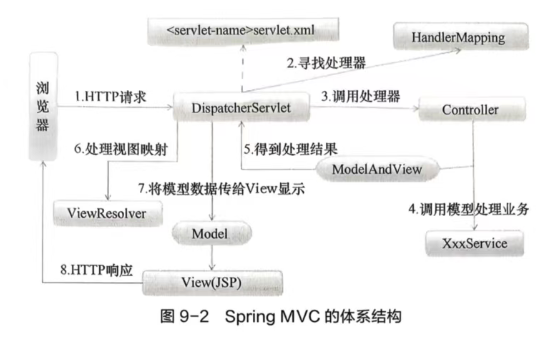 <servlet-name>servlet.xml
HandlerMapping
2.寻找处理器
浏览器
1.HTTP请求
DispatcherServlet
3.调用处理器
Controller
6.处理视图映射
5.得到处理结果
ModelAndView
7.将模型数据传给View显示
4.调用模型处理业务
ViewResolver
Model
XxxService
8.HTTP响应
View(JSP)
图 9-2 Spring MVC 的体系结构